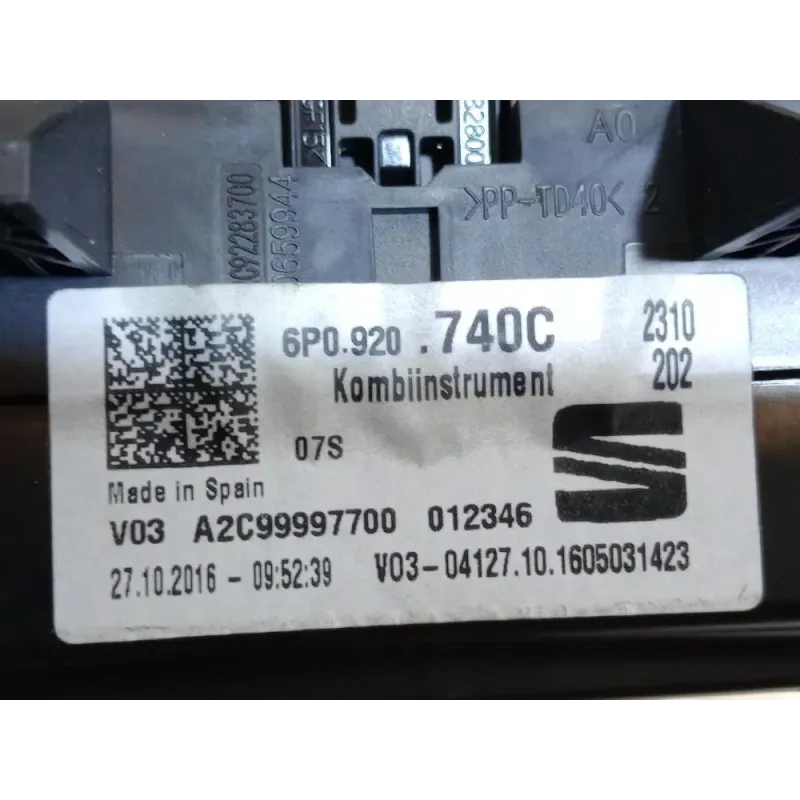 AQ
>PP-TD40< 2
6P0.920 .740C 2310
Kombiinstrument 202
07S
Made in Spain
V03 A2C99997700 012346
27.10.2016 - 09:52:39 V03-04127.10.1605031423